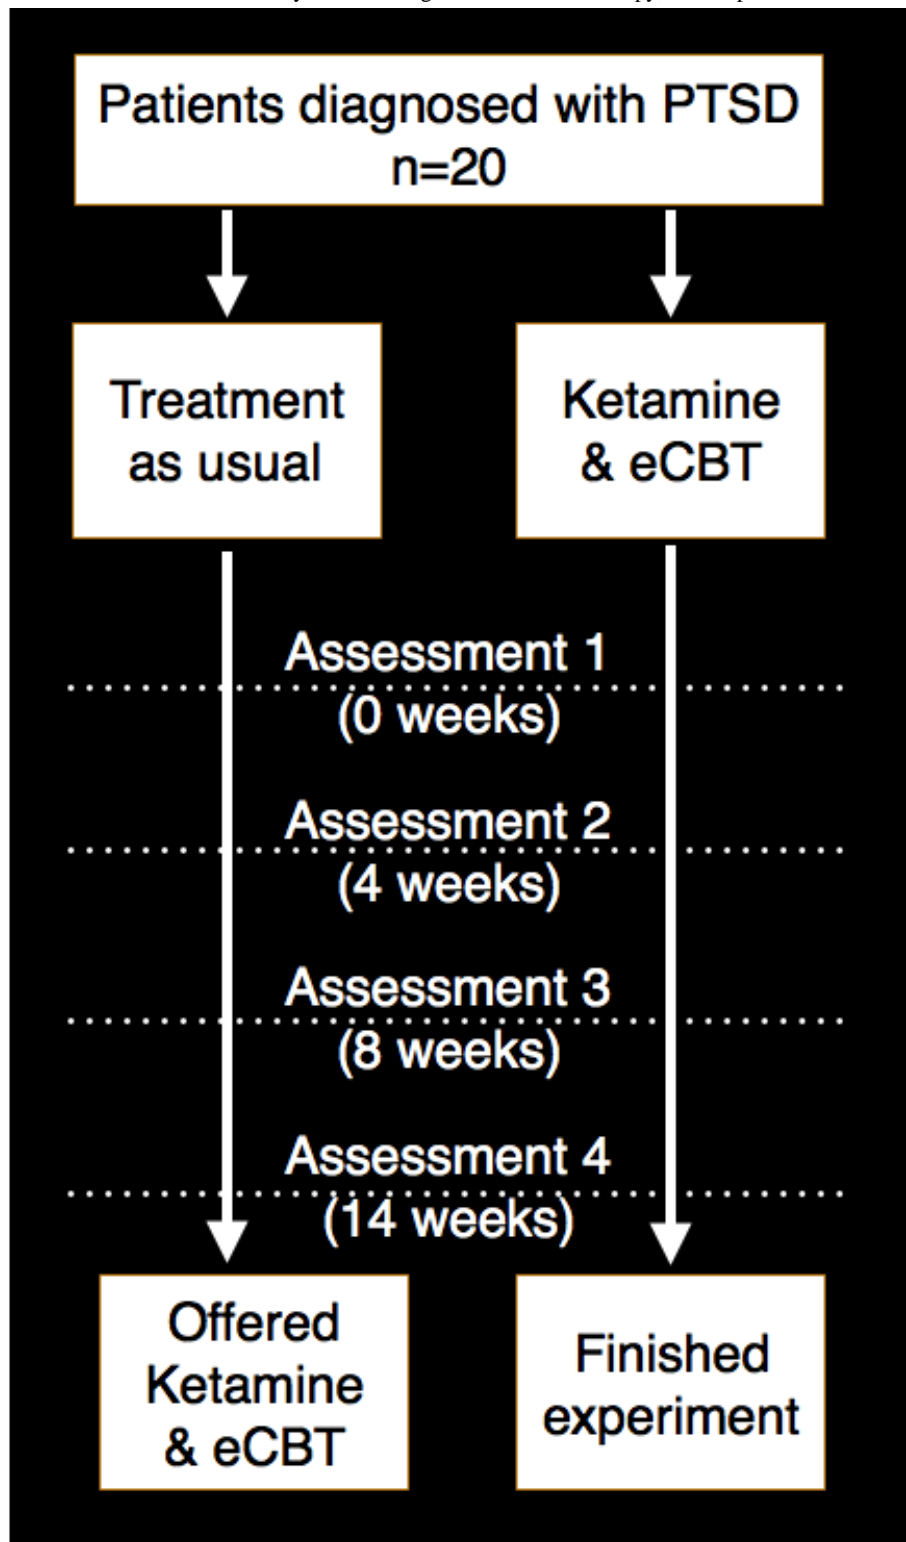 Patients diagnosed with PTSD
n=20
Treatment
as usual
Ketamine
& eCBT
Assessment 1
(0 weeks)
Assessment 2
(4 weeks)
Assessment 3
(8 weeks)
Assessment 4
(14 weeks)
Offered
Ketamine
& eCBT
Finished
experiment